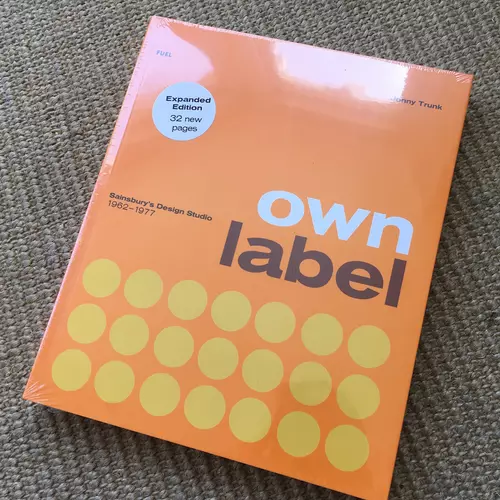 FUEL
Jonny Trunk
Expanded
Edition
32 new
pages
Sainsbury's Design Studio
1962–1977
own
label